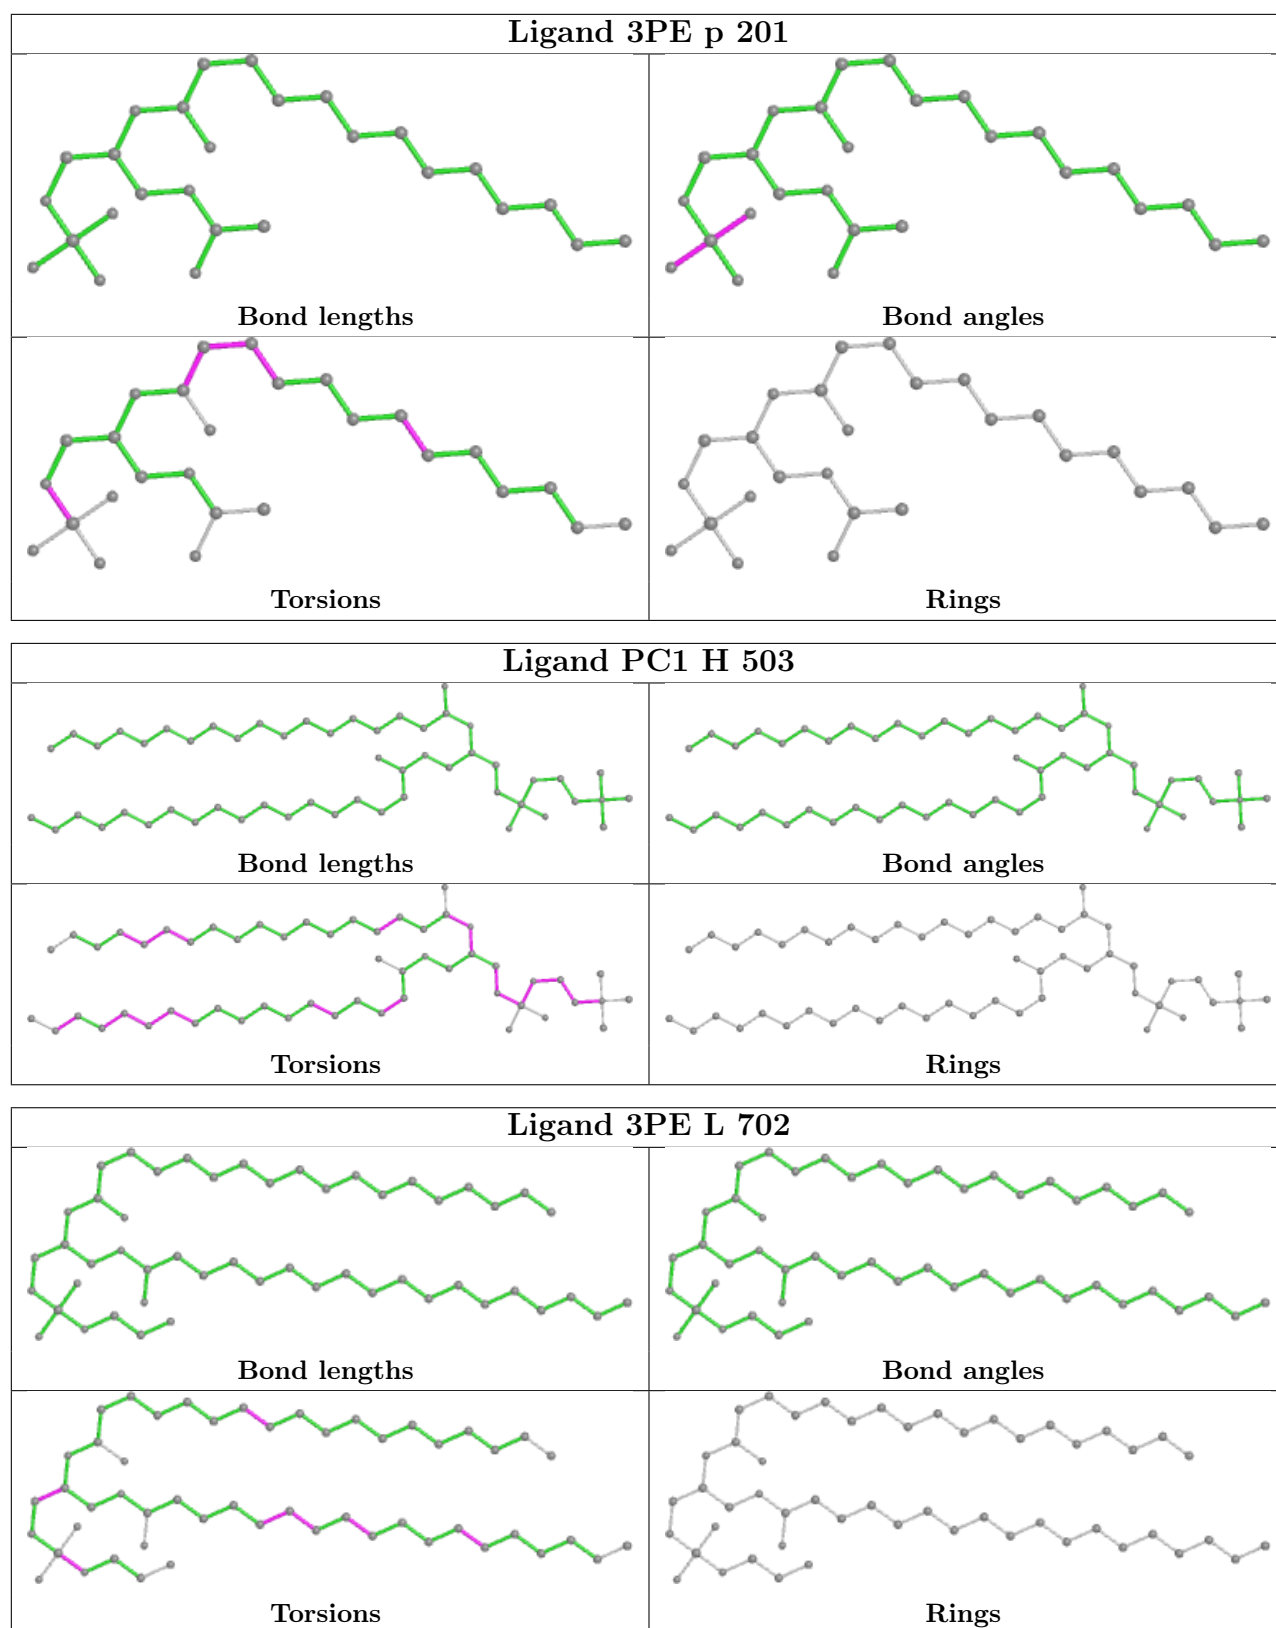 Ligand 3PE p 201
Bond lengths
Bond angles
Torsions
Rings
Ligand PC1 H 503
Bond lengths
Bond angles
Torsions
Rings
Ligand 3PE L 702
Bond lengths
Bond angles
Torsions
Rings